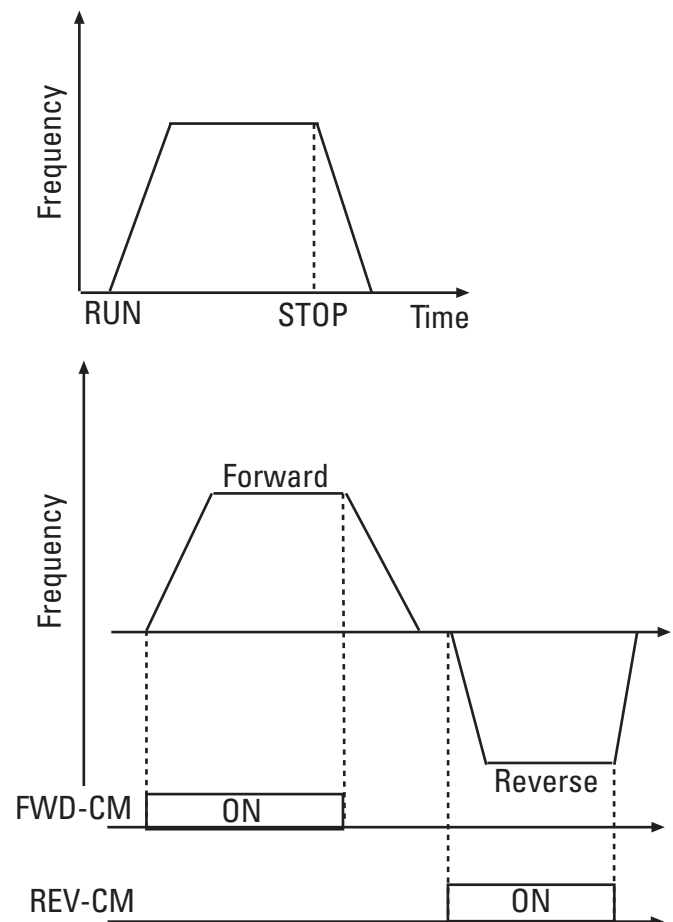 Frequency
RUN
STOP
Time
Frequency
Forward
Reverse
FWD-CM
ON
REV-CM
ON